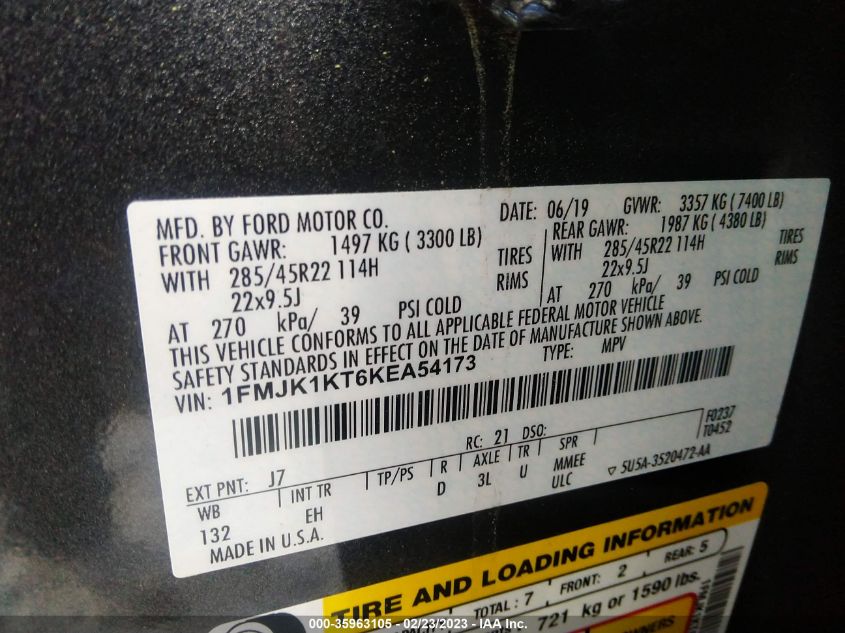 MFD. BY FORD MOTOR CO.
DATE: 06/19 GVWR: 3357 KG ( 7400 LB)
FRONT GAWR: 1497 KG ( 3300 LB)
REAR GAWR: 1987 KG ( 4380 LB)
WITH 285/45R22 114H TIRES
WITH 285/45R22 114H TIRES
22x9.5J RIMS
22x9.5J RIMS
AT 270 kPa/ 39 PSI COLD
AT 270 kPa/ 39 PSI COLD
THIS VEHICLE CONFORMS TO ALL APPLICABLE FEDERAL MOTOR VEHICLE
SAFETY STANDARDS IN EFFECT ON THE DATE OF MANUFACTURE SHOWN ABOVE.
VIN: 1FMJK1KT6KEA54173 TYPE: MPV
F0237
RC: 21 DSO: T0452
EXT PNT: J7
WB INT TR TP/PS R AXLE TR SPR
132 EH D 3L U MMEE
ULC
▽ 5U5A-3520472-AA
MADE IN U.S.A.
TIRE AND LOADING INFORMATION
TOTAL: 7 FRONT: 2 REAR: 5
721 kg or 1590 lbs.
OWNERS
000-35963105 - 02/23/2023 - IAA Inc.